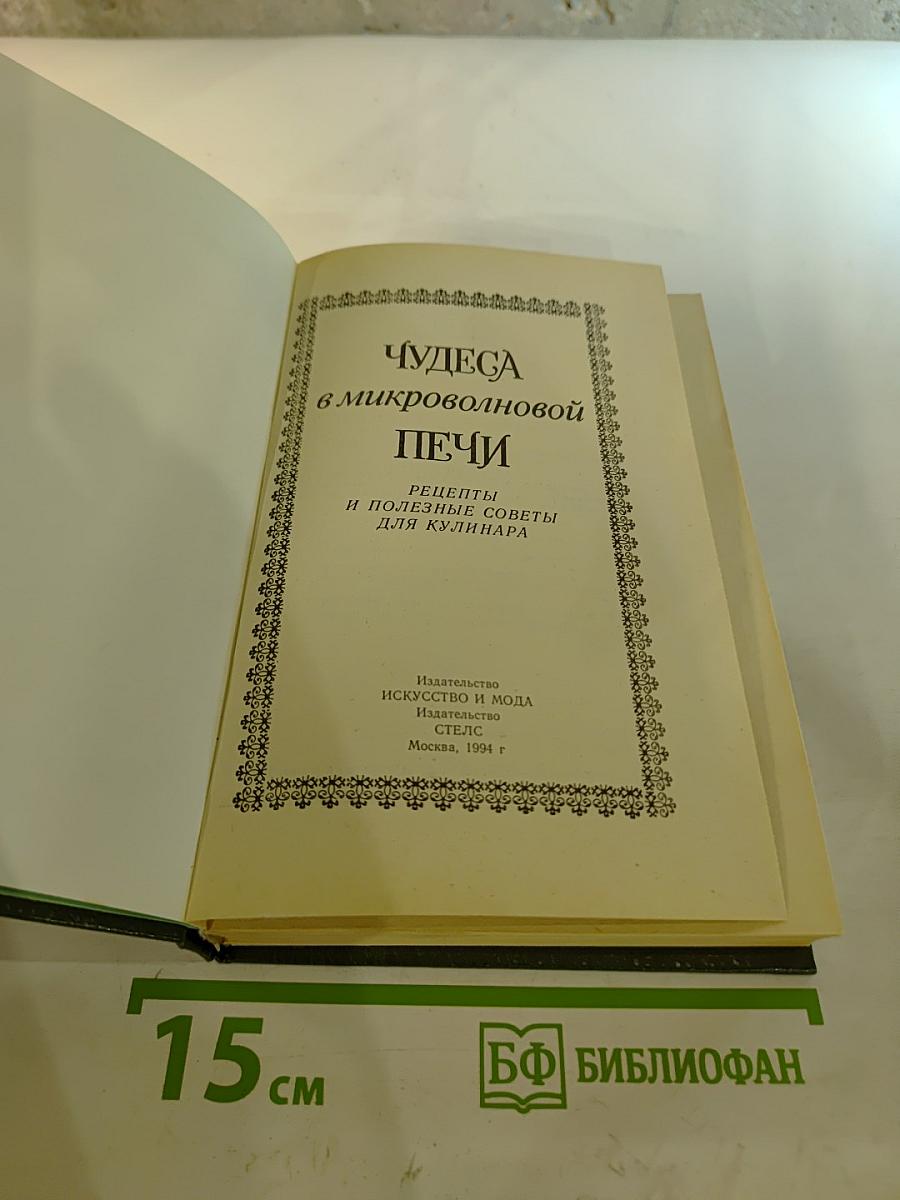 ЧУДЕСА
в микроволновой
ПЕЧИ
РЕЦЕПТЫ
И ПОЛЕЗНЫЕ СОВЕТЫ
ДЛЯ КУЛИНАРА
Издательство
ИСКУССТВО И МОДА
Издательство
СТЕЛС
Москва, 1994 г
15 см
БФ БИБЛИОФАН